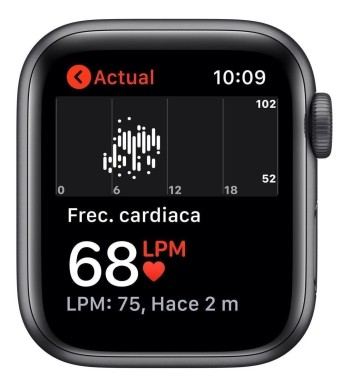 Actual 10:09
102
52
0 6 12 18
Frec. cardiaca
68 LPM
LPM: 75, Hace 2 m